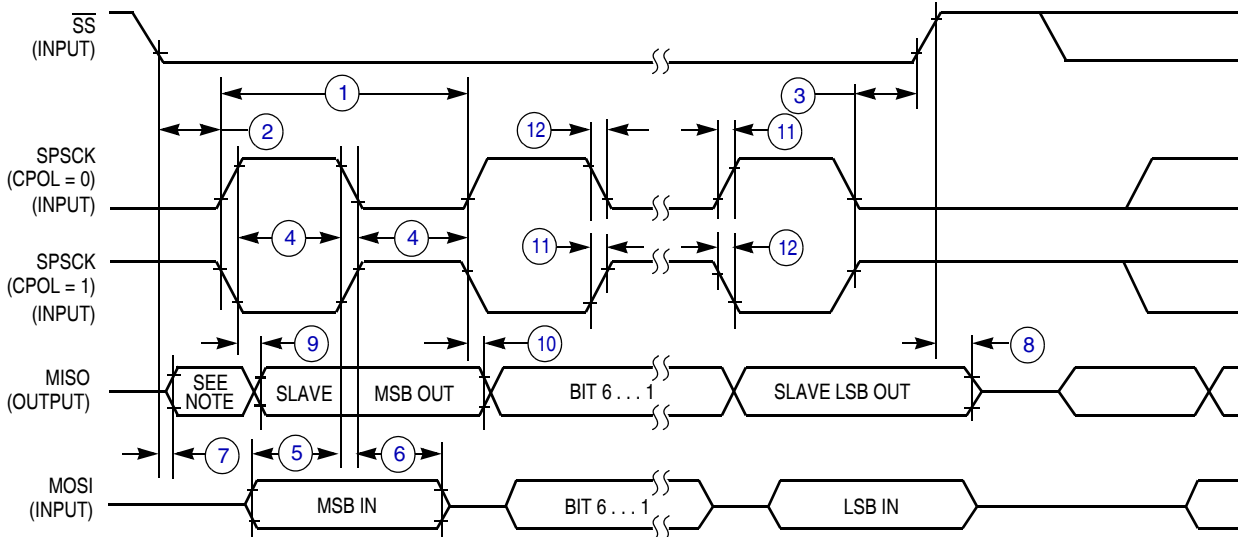 SS
(INPUT)
1
3
2
12
11
SPSCK
(CPOL = 0)
(INPUT)
4
4
11
12
SPSCK
(CPOL = 1)
(INPUT)
9
10
8
MISO
(OUTPUT)
SEE
NOTE
SLAVE
MSB OUT
BIT 6 . . . 1
SLAVE LSB OUT
7
5
6
MOSI
(INPUT)
MSB IN
BIT 6 . . . 1
LSB IN